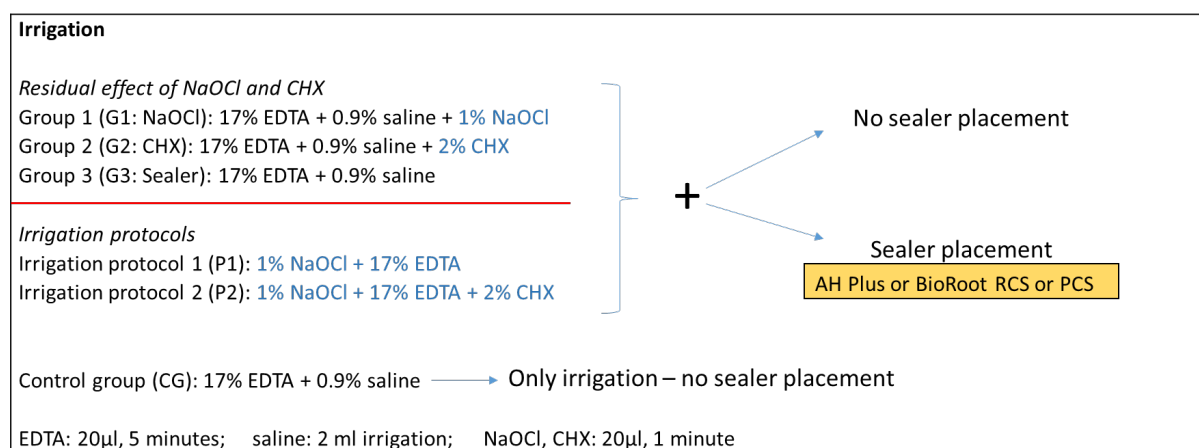 Irrigation
Residual effect of NaOCl and CHX
Group 1 (G1: NaOCl): 17% EDTA + 0.9% saline + 1% NaOCl
Group 2 (G2: CHX): 17% EDTA + 0.9% saline + 2% CHX
Group 3 (G3: Sealer): 17% EDTA + 0.9% saline
Irrigation protocols
Irrigation protocol 1 (P1): 1% NaOCl + 17% EDTA
Irrigation protocol 2 (P2): 1% NaOCl + 17% EDTA + 2% CHX
+
No sealer placement
Sealer placement
AH Plus or BioRoot RCS or PCS
Control group (CG): 17% EDTA + 0.9% saline
Only irrigation – no sealer placement
EDTA: 20µl, 5 minutes; saline: 2 ml irrigation; NaOCl, CHX: 20µl, 1 minute